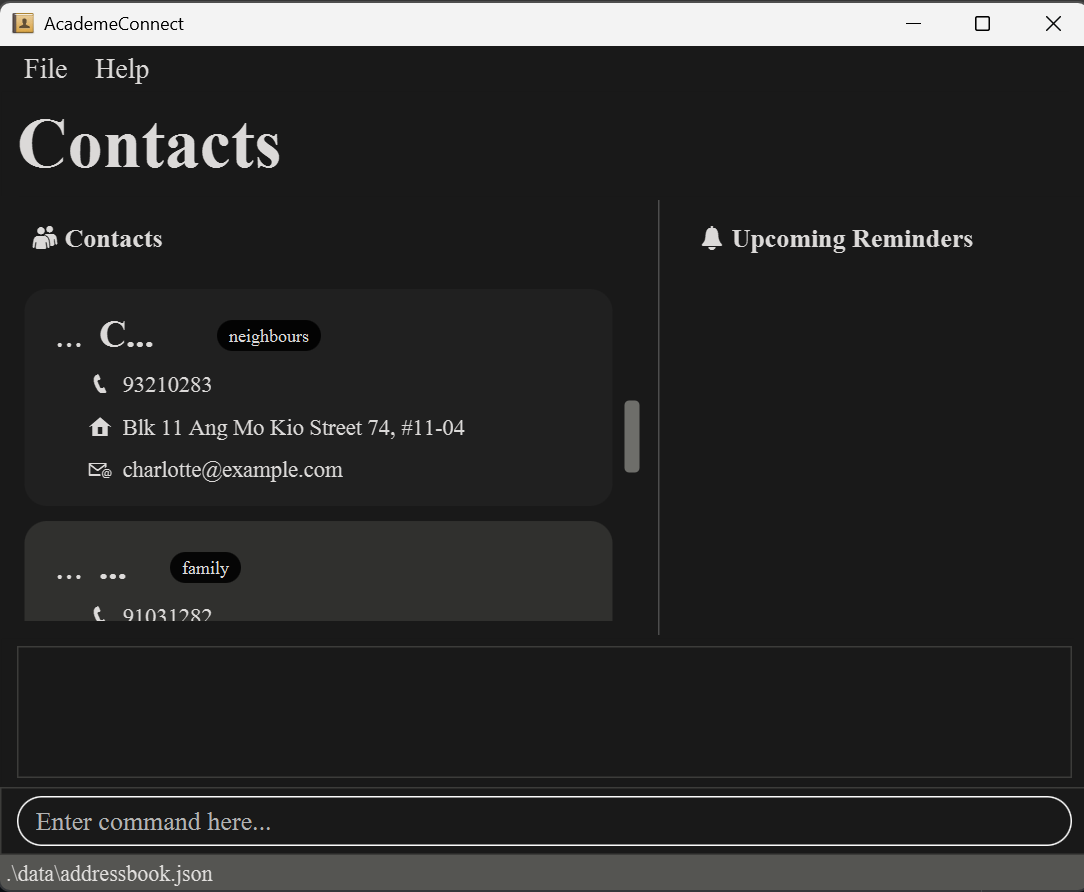 AcademeConnect
File Help
Contacts
Contacts
... C... neighbours
93210283
Blk 11 Ang Mo Kio Street 74, #11-04
charlotte@example.com
... ... family
91031282
Upcoming Reminders
Enter command here...
.\data\addressbook.json